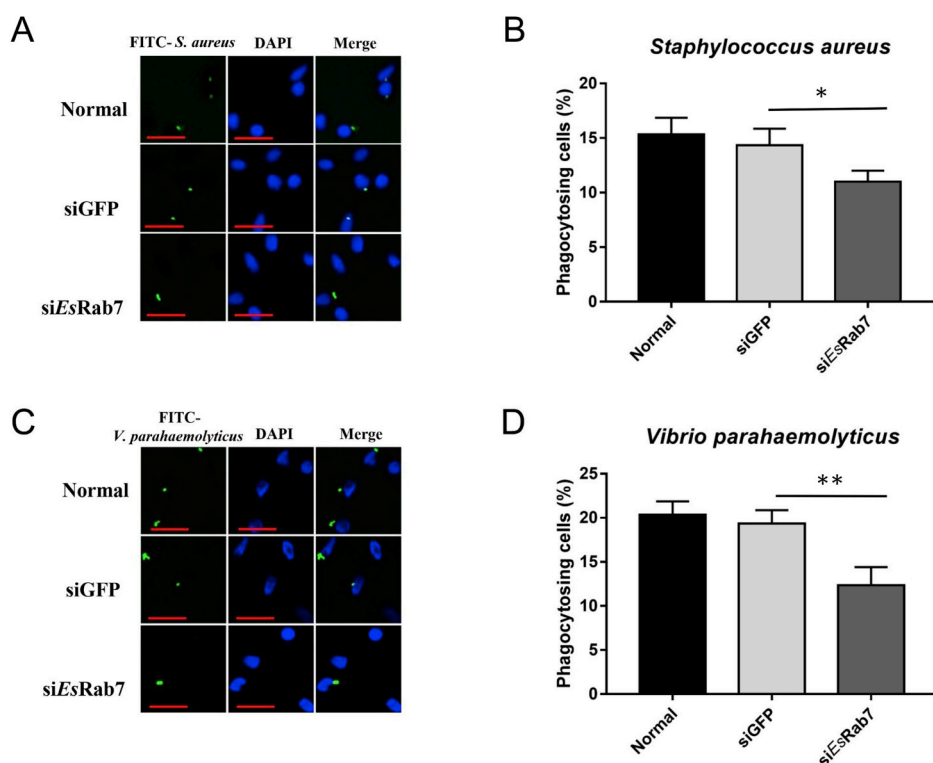 A
FITC- S. aureus DAPI Merge
Normal
siGFP
siEsRab7
B
Staphylococcus aureus
Phagocytosing cells (%)
20
15
10
5
0
*
Normal siGFP siEsRab7
C
FITC-
V. parahaemolyticus DAPI Merge
Normal
siGFP
siEsRab7
D
Vibrio parahaemolyticus
Phagocytosing cells (%)
25
20
15
10
5
0
**
Normal siGFP siEsRab7